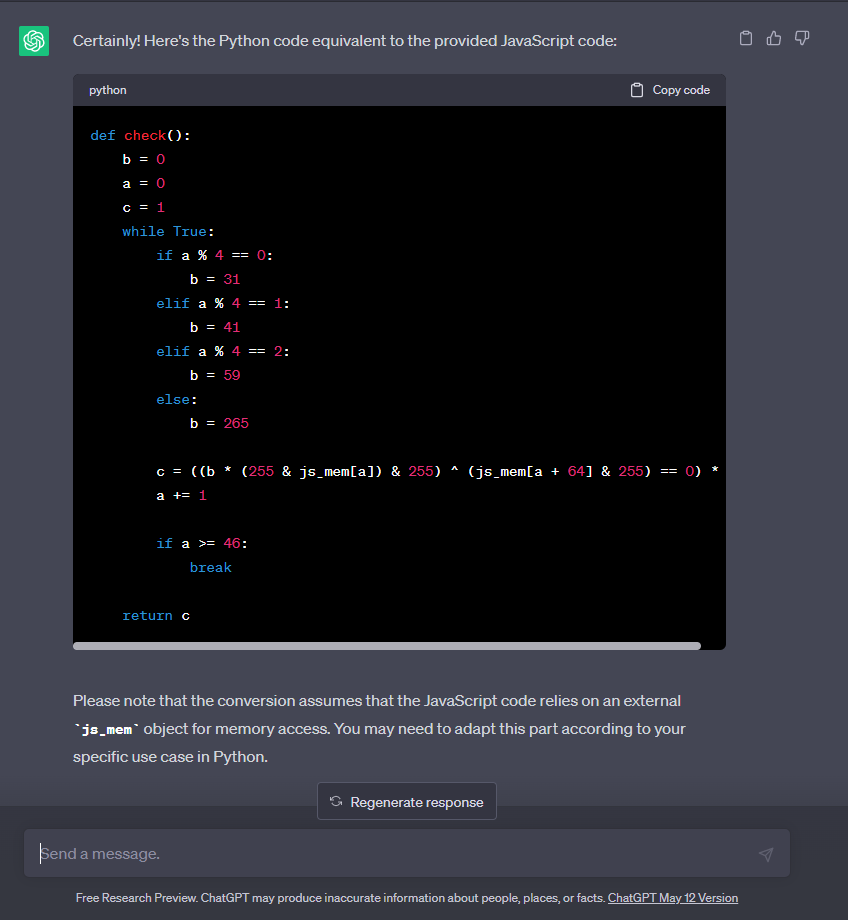 Certainly! Here's the Python code equivalent to the provided JavaScript code:
python
Copy code
def check():
    b = 0
    a = 0
    c = 1
    while True:
        if a % 4 == 0:
            b = 31
        elif a % 4 == 1:
            b = 41
        elif a % 4 == 2:
            b = 59
        else:
            b = 265

        c = ((b * (255 & js_mem[a]) & 255) ^ (js_mem[a + 64] & 255) == 0) *
        a += 1

        if a >= 46:
            break

    return c
Please note that the conversion assumes that the JavaScript code relies on an external
`js_mem` object for memory access. You may need to adapt this part according to your
specific use case in Python.
Regenerate response
Send a message.
Free Research Preview. ChatGPT may produce inaccurate information about people, places, or facts. ChatGPT May 12 Version